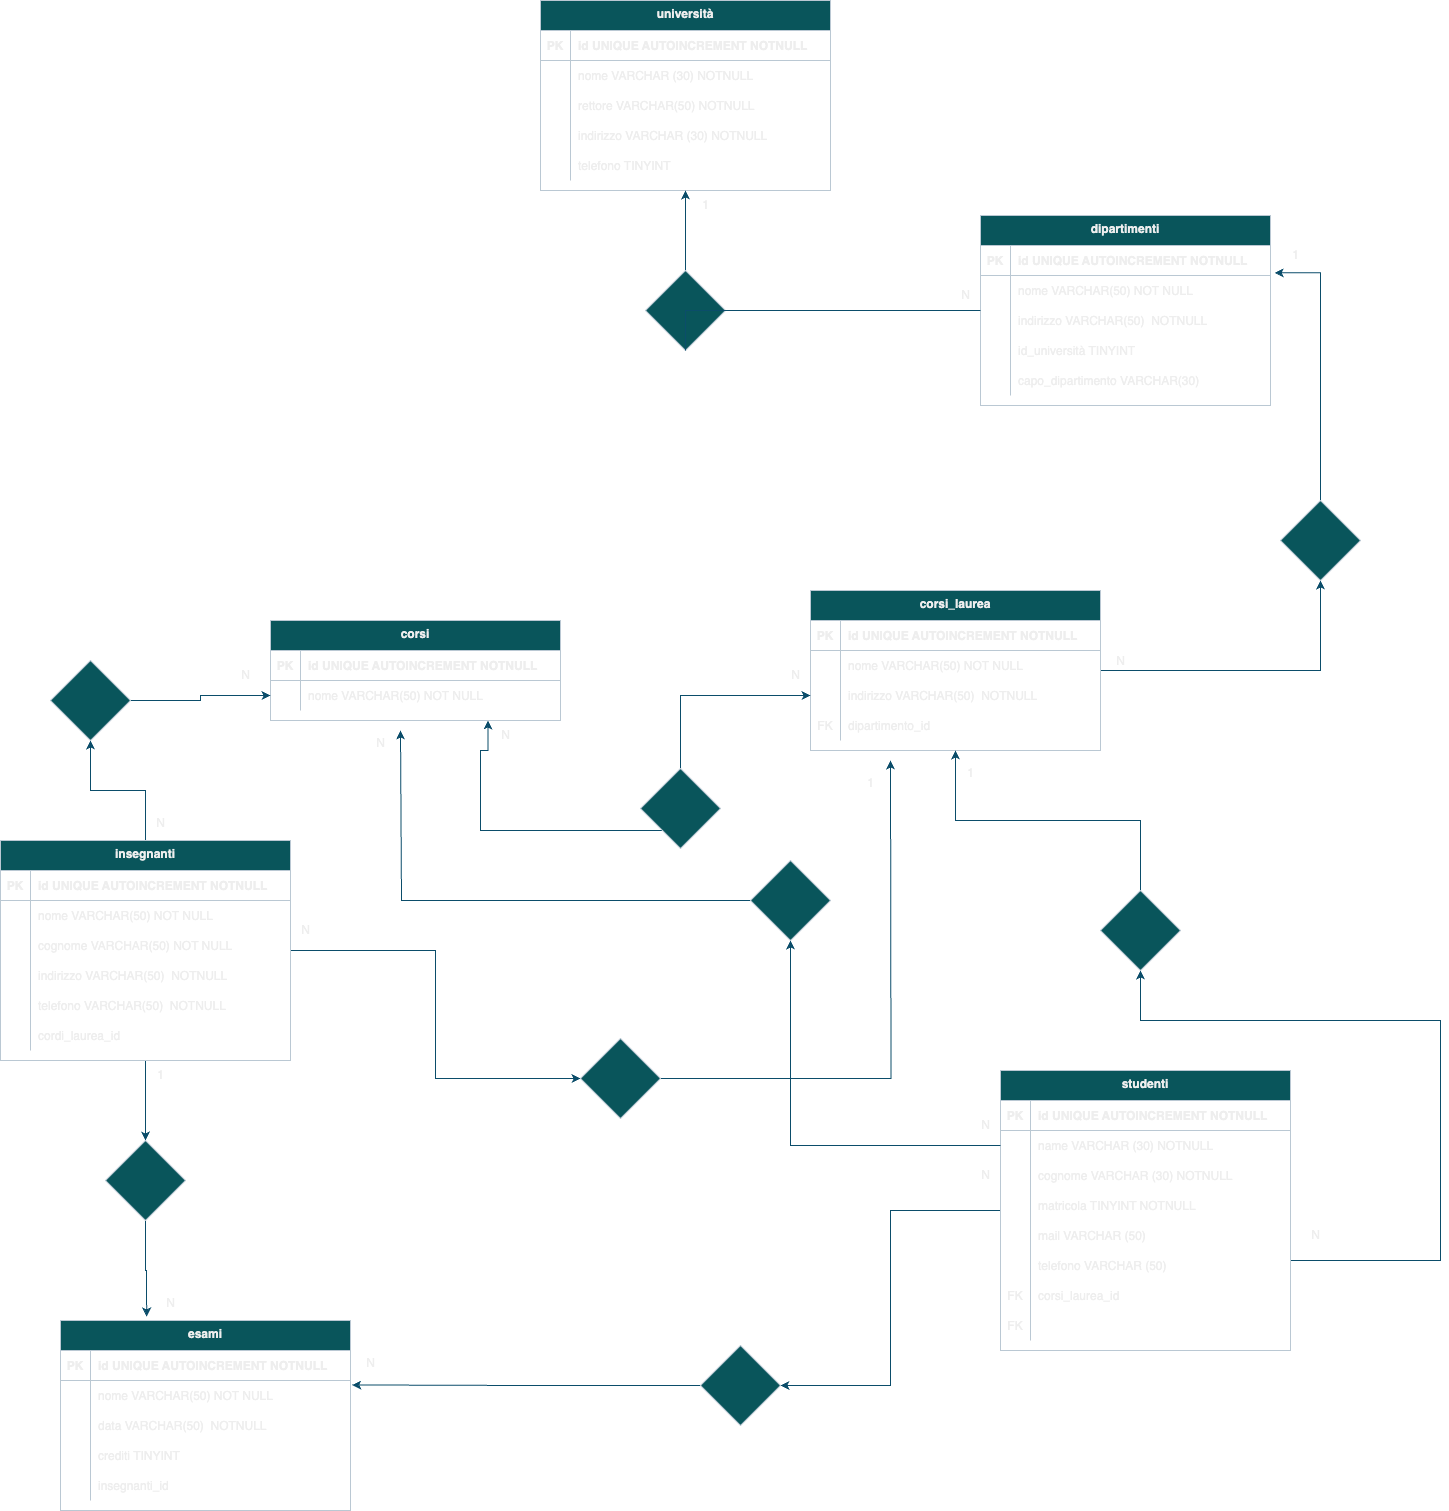 università
PK Id UNIQUE AUTOINCREMENT NOTNULL
nome VARCHAR (30) NOTNULL
rettore VARCHAR(50) NOTNULL
indirizzo VARCHAR (30) NOTNULL
telefono TINYINT
1
dipartimenti
PK Id UNIQUE AUTOINCREMENT NOTNULL
nome VARCHAR(50) NOT NULL
indirizzo VARCHAR(50) NOTNULL
id_università TINYINT
capo_dipartimento VARCHAR(30)
1
N
corsi_laurea
PK Id UNIQUE AUTOINCREMENT NOTNULL
nome VARCHAR(50) NOT NULL
indirizzo VARCHAR(50) NOTNULL
FK dipartimento_id
N
N
1
1
corsi
PK Id UNIQUE AUTOINCREMENT NOTNULL
nome VARCHAR(50) NOT NULL
N
N
N
insegnanti
PK Id UNIQUE AUTOINCREMENT NOTNULL
nome VARCHAR(50) NOT NULL
cognome VARCHAR(50) NOT NULL
indirizzo VARCHAR(50) NOTNULL
telefono VARCHAR(50) NOTNULL
cordi_laurea_id
N
N
1
studenti
PK Id UNIQUE AUTOINCREMENT NOTNULL
name VARCHAR (30) NOTNULL
cognome VARCHAR (30) NOTNULL
matricola TINYINT NOTNULL
mail VARCHAR (50)
telefono VARCHAR (50)
FK corsi_laurea_id
FK
N
N
N
esami
PK Id UNIQUE AUTOINCREMENT NOTNULL
nome VARCHAR(50) NOT NULL
data VARCHAR(50) NOTNULL
crediti TINYINT
insegnanti_id
N
N